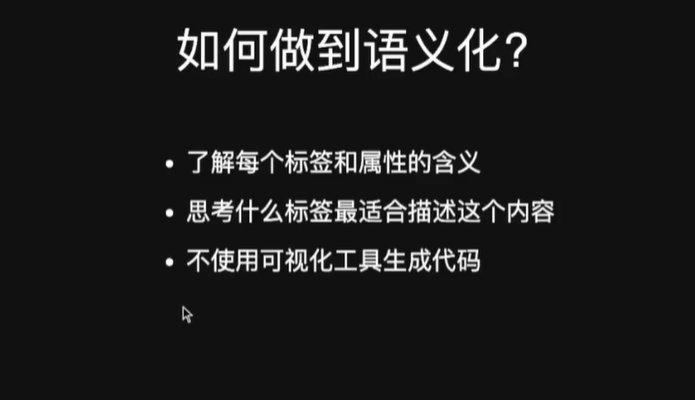 如何做到语义化?
• 了解每个标签和属性的含义
• 思考什么标签最适合描述这个内容
• 不使用可视化工具生成代码